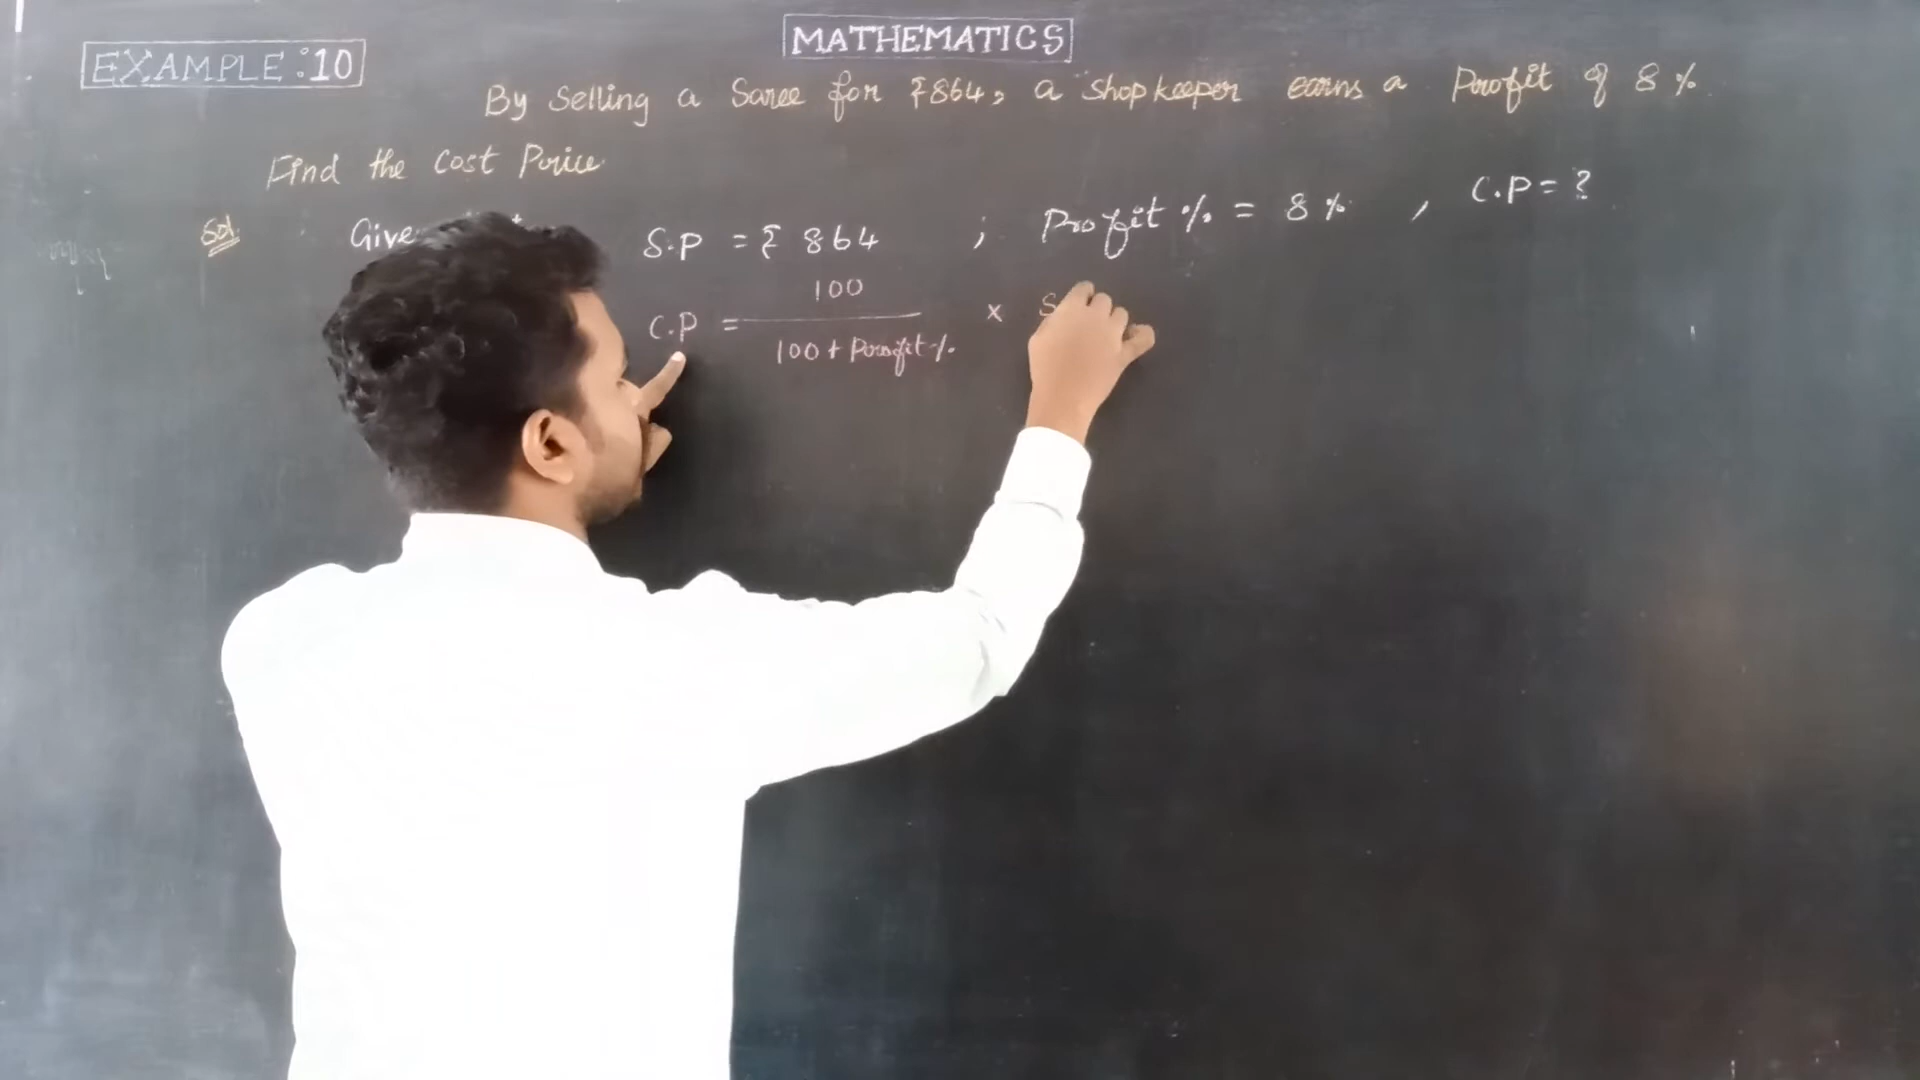 MATHEMATICS
EXAMPLE:10
By Selling a Saree for ₹864, a shopkeeper earns a Profit of 8%
Find the Cost Price
Sol.
S.P = ₹ 864 ; Profit % = 8% , C.P = ?
C.P = 100 / 100 + Profit% × S